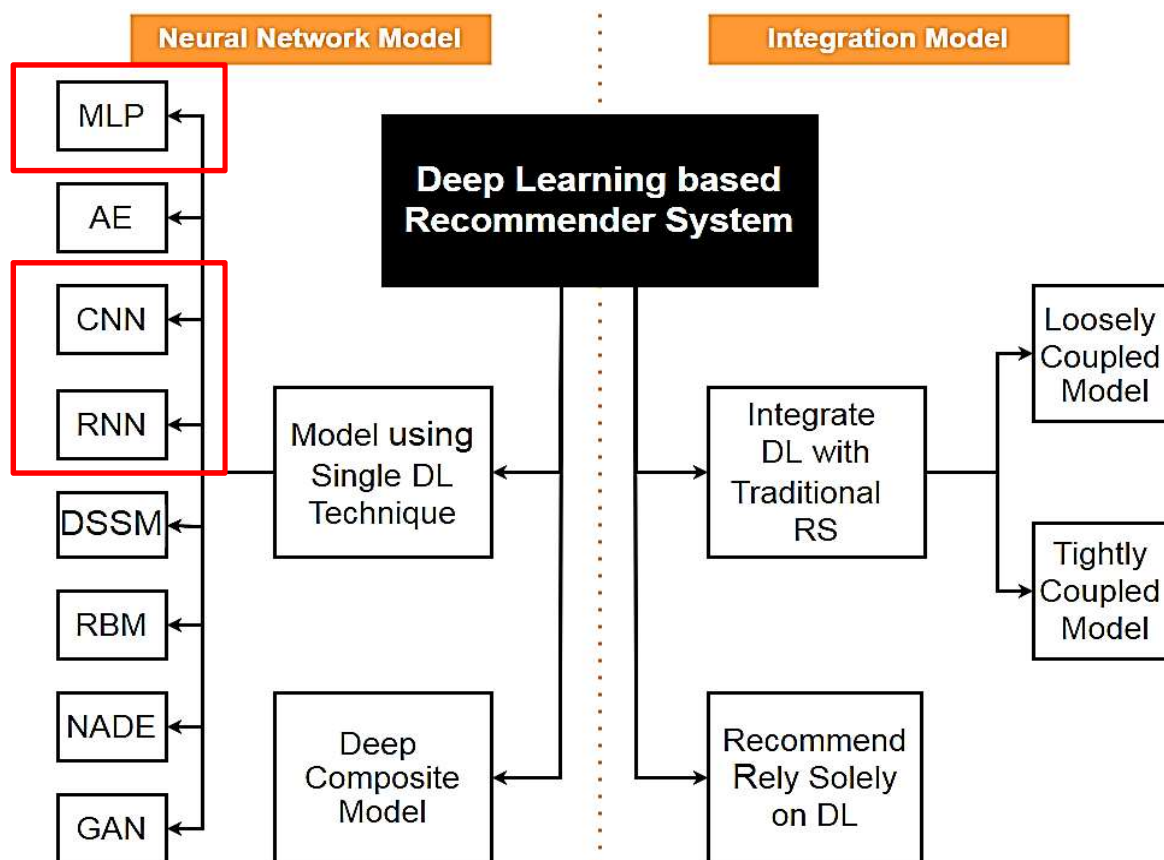 Neural Network Model
Integration Model
Deep Learning based
Recommender System
MLP
AE
CNN
RNN
DSSM
RBM
NADE
GAN
Model using
Single DL
Technique
Deep
Composite
Model
Integrate
DL with
Traditional
RS
Recommend
Rely Solely
on DL
Loosely
Coupled
Model
Tightly
Coupled
Model